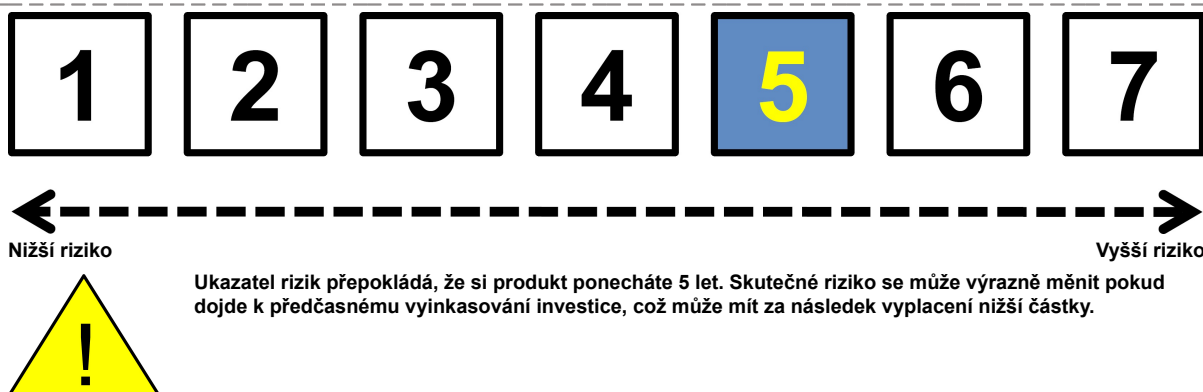 1 2 3 4 5 6 7
Nižší riziko Vyšší riziko
Ukazatel rizik přepokládá, že si produkt ponecháte 5 let. Skutečné riziko se může výrazně měnit pokud
dojde k předčasnému vyinkasování investice, což může mít za následek vyplacení nižší částky.
!